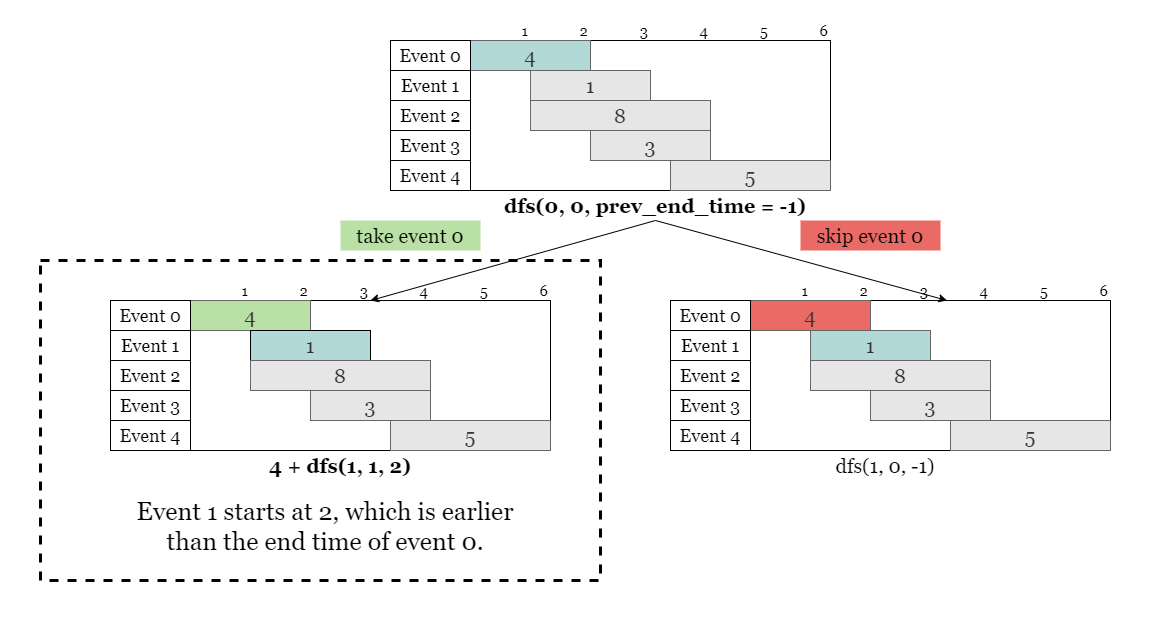 1 2 3 4 5 6
Event 0 4
Event 1 1
Event 2 8
Event 3 3
Event 4 5
dfs(0, 0, prev_end_time = -1)
take event 0
skip event 0
1 2 3 4 5 6
Event 0 4
Event 1 1
Event 2 8
Event 3 3
Event 4 5
4 + dfs(1, 1, 2)
Event 1 starts at 2, which is earlier
than the end time of event 0.
1 2 3 4 5 6
Event 0 4
Event 1 1
Event 2 8
Event 3 3
Event 4 5
dfs(1, 0, -1)